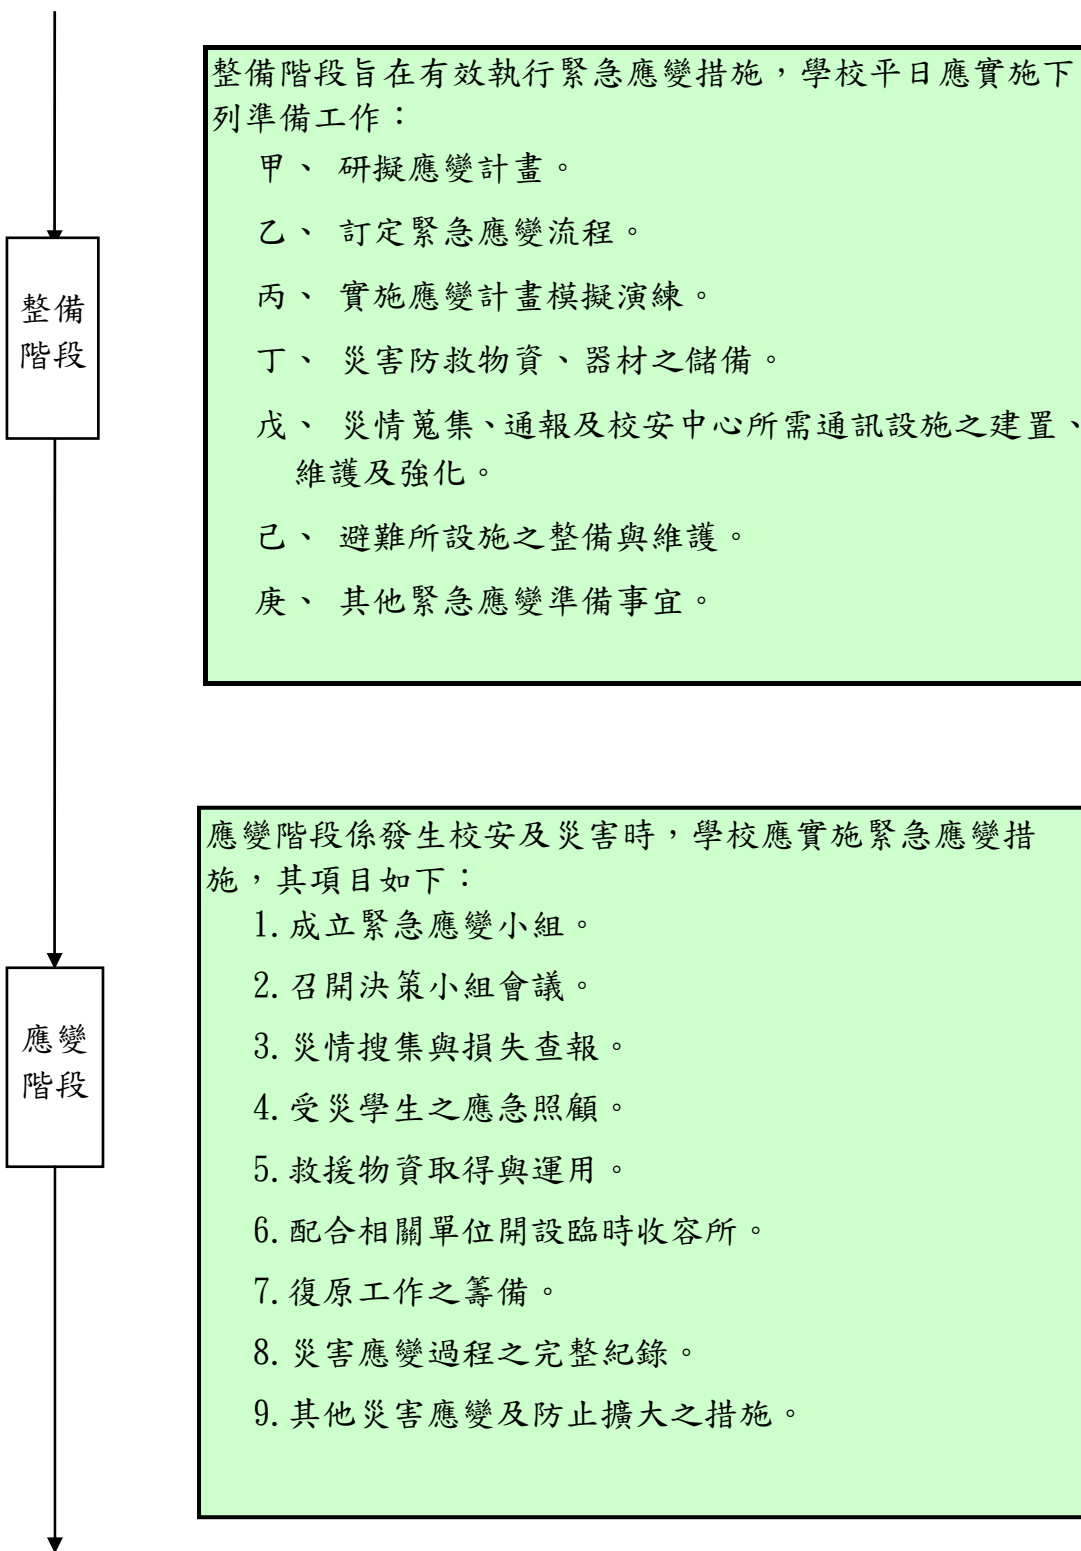 整備階段旨在有效執行緊急應變措施，學校平日應實施下
列準備工作：
甲、 研擬應變計畫。
乙、 訂定緊急應變流程。
丙、 實施應變計畫模擬演練。
丁、 災害防救物資、器材之儲備。
戊、 災情蒐集、通報及校安中心所需通訊設施之建置、
維護及強化。
己、 避難所設施之整備與維護。
庚、 其他緊急應變準備事宜。
整備
階段
應變階段係發生校安及災害時，學校應實施緊急應變措
施，其項目如下：
1.成立緊急應變小組。
2.召開決策小組會議。
3.災情搜集與損失查報。
4.受災學生之應急照顧。
5.救援物資取得與運用。
6.配合相關單位開設臨時收容所。
7.復原工作之籌備。
8.災害應變過程之完整紀錄。
9.其他災害應變及防止擴大之措施。
應變
階段